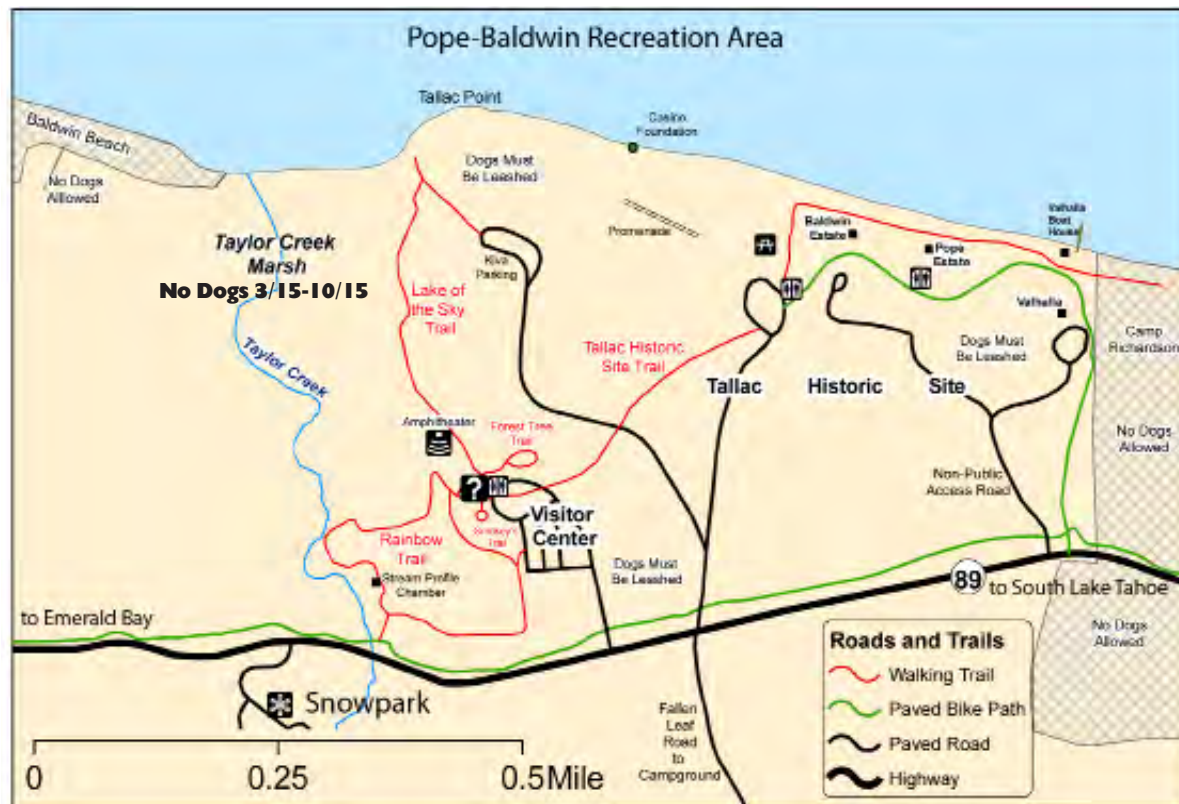 Pope-Baldwin Recreation Area
Tallac Point
Casino
Foundation
Baldwin Beach
No Dogs
Alllowed
Dogs Must
Be Leashed
Promenade
Baldwin
Estate
Pope
Estate
Valhalla
Boat
House
Taylor Creek
Marsh
No Dogs 3/15-10/15
Kiva
Parking
Lake of
the Sky
Trail
Taylor Creek
Tallac Historic
Site Trail
Valhalla
Dogs Must
Be Leashed
Camp
Richardson
Tallac Historic Site
Amphitheater
Forest Tree
Trail
No Dogs
Allowed
Non-Public
Access Road
?
Visitor
Center
Trail
Rainbow
Trail
Stream Profile
Chamber
Dogs Must
Be Leashed
89 to South Lake Tahoe
to Emerald Bay
No Dogs
Allowed
Snowpark
Fallen
Leaf
Road
to
Campground
Roads and Trails
Walking Trail
Paved Bike Path
Paved Road
Highway
0 0.25 0.5Mile